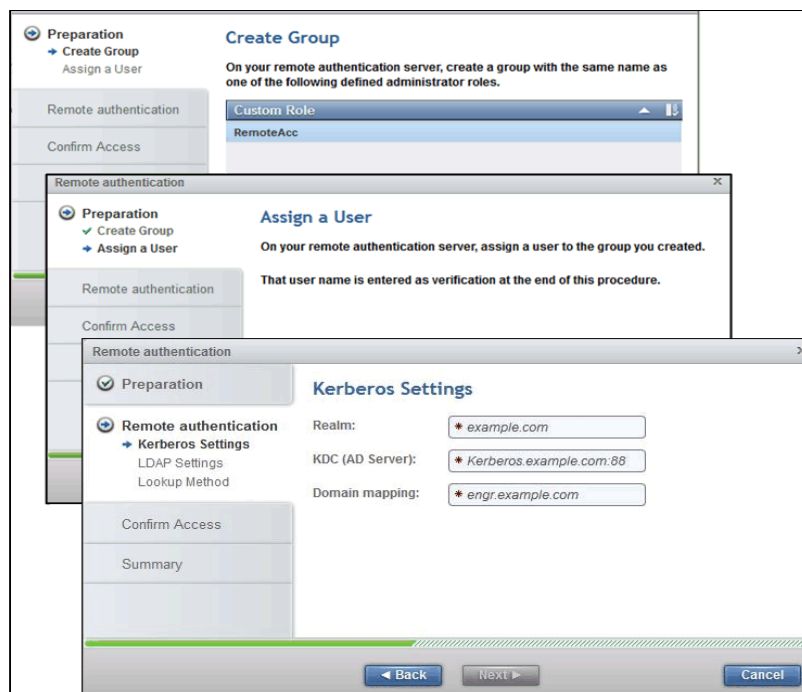 Preparation
Create Group
Assign a User
Remote authentication
Confirm Access
Create Group
On your remote authentication server, create a group with the same name as
one of the following defined administrator roles.
Custom Role
RemoteAcc
Remote authentication
Preparation
Create Group
Assign a User
Remote authentication
Confirm Access
Assign a User
On your remote authentication server, assign a user to the group you created.
That user name is entered as verification at the end of this procedure.
Remote authentication
Preparation
Remote authentication
Kerberos Settings
LDAP Settings
Lookup Method
Confirm Access
Summary
Kerberos Settings
Realm: * example.com
KDC (AD Server): * Kerberos.example.com:88
Domain mapping: * engr.example.com
Back Next Cancel